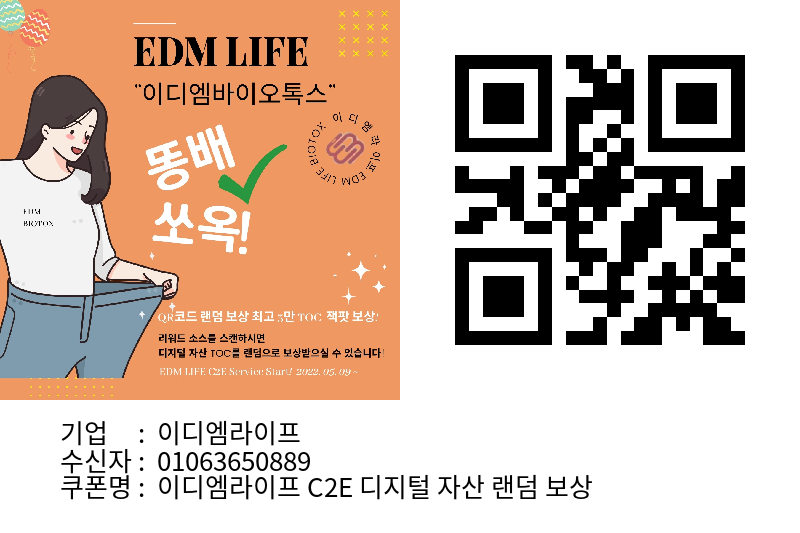 EDM LIFE
"이디엠바이오톡스"
이디엠라이프 EDM LIFE BIOTOX
똥배
쏘옥!
EDM
BIOTOX
QR코드 랜덤 보상 최고 5만 TOC 잭팟 보상!
리워드 소스를 스캔하시면
디지털 자산 TOC를 랜덤으로 보상받으실 수 있습니다!
EDM LIFE C2E Service Start! 2022. 05. 09 ~
기업 : 이디엠라이프
수신자 : 01063650889
쿠폰명 : 이디엠라이프 C2E 디지털 자산 랜덤 보상